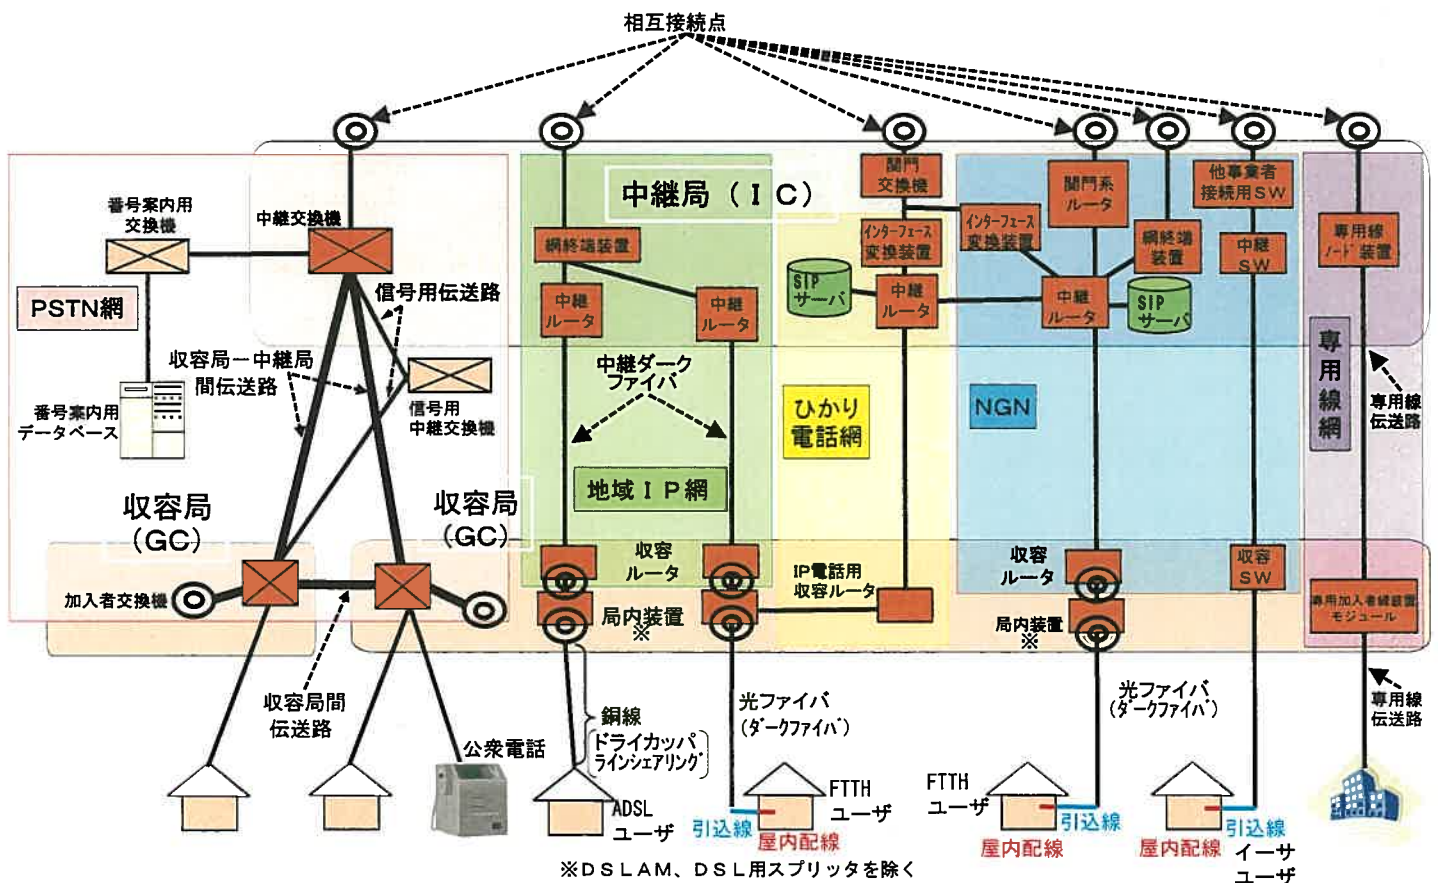 相互接続点
中継局（ＩＣ）
番号案内用
交換機
中継交換機
関門
交換機
インターフェース
変換装置
インターフェース
変換装置
関門系
ルータ
他事業者
接続用ＳＷ
網終端装置
網終端
装置
中継
ＳＷ
専用線
ノード装置
PSTN網
信号用伝送路
収容局ー中継局
間伝送路
中継
ルータ
中継
ルータ
SIP
サーバ
中継
ルータ
中継
ルータ
SIP
サーバ
番号案内用
データベース
信号用
中継交換機
中継ダーク
ファイバ
ひかり
電話網
NGN
専用線網
専用線
伝送路
地域ＩＰ網
収容局
（GC）
収容局
（GC）
加入者交換機
収容
ルータ
局内装置
※
IP電話用
収容ルータ
収容
ルータ
局内装置
※
収容
ＳＷ
専用加入者線装置
モジュール
収容局間
伝送路
公衆電話
銅線
ドライカッパ
ラインシェアリング
光ファイバ
（ダークファイバ）
光ファイバ
（ダークファイバ）
専用線
伝送路
ADSL
ユーザ
引込線
屋内配線
FTTH
ユーザ
FTTH
ユーザ
屋内配線
引込線
屋内配線
引込線
イーサ
ユーザ
※ＤＳＬＡＭ、ＤＳＬ用スプリッタを除く